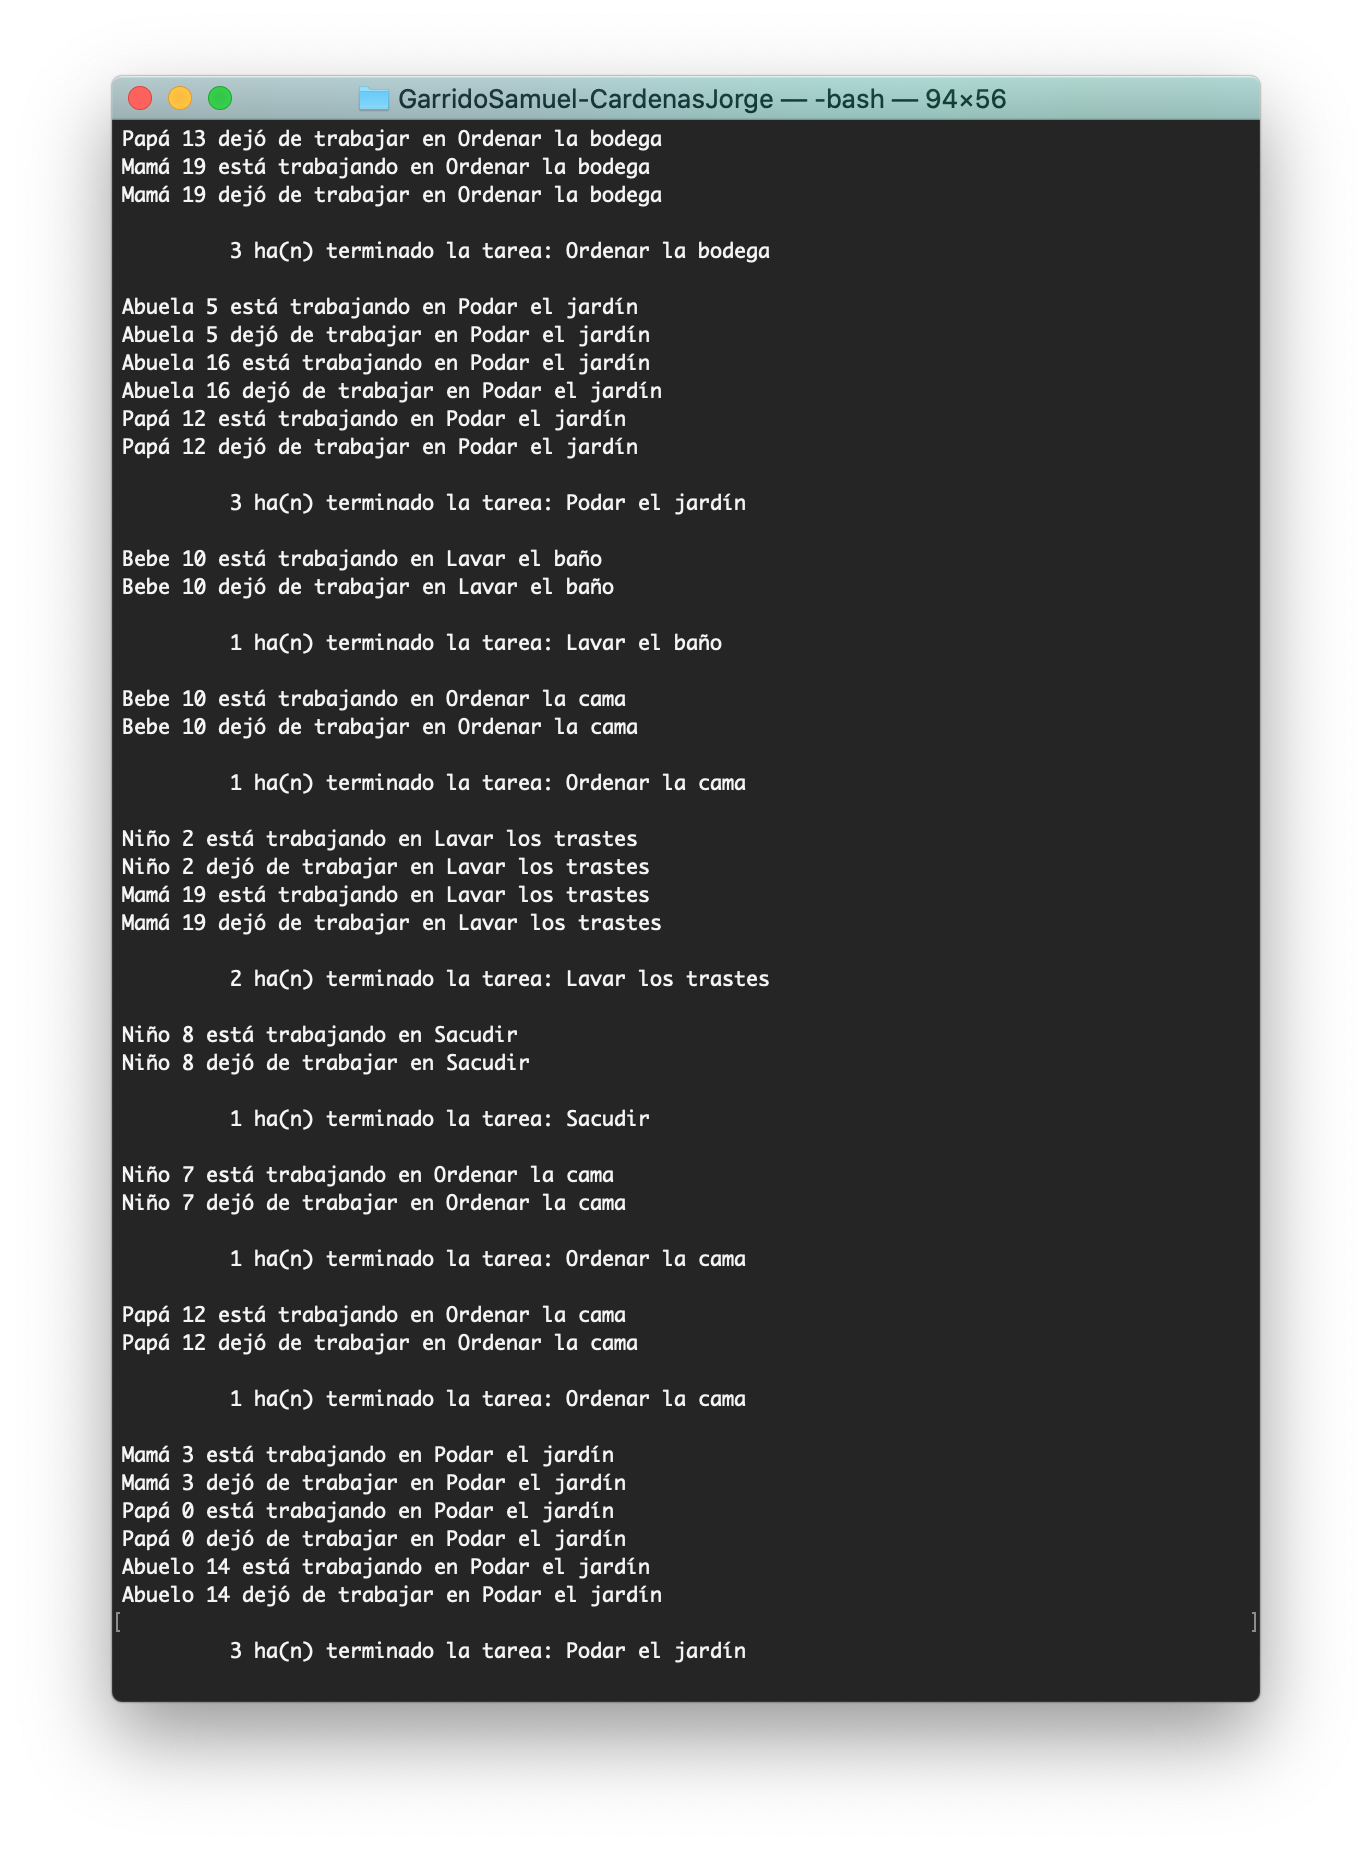 GarridoSamuel-CardenasJorge — -bash — 94×56
Papá 13 dejó de trabajar en Ordenar la bodega
Mamá 19 está trabajando en Ordenar la bodega
Mamá 19 dejó de trabajar en Ordenar la bodega
3 ha(n) terminado la tarea: Ordenar la bodega
Abuela 5 está trabajando en Podar el jardín
Abuela 5 dejó de trabajar en Podar el jardín
Abuela 16 está trabajando en Podar el jardín
Abuela 16 dejó de trabajar en Podar el jardín
Papá 12 está trabajando en Podar el jardín
Papá 12 dejó de trabajar en Podar el jardín
3 ha(n) terminado la tarea: Podar el jardín
Bebe 10 está trabajando en Lavar el baño
Bebe 10 dejó de trabajar en Lavar el baño
1 ha(n) terminado la tarea: Lavar el baño
Bebe 10 está trabajando en Ordenar la cama
Bebe 10 dejó de trabajar en Ordenar la cama
1 ha(n) terminado la tarea: Ordenar la cama
Niño 2 está trabajando en Lavar los trastes
Niño 2 dejó de trabajar en Lavar los trastes
Mamá 19 está trabajando en Lavar los trastes
Mamá 19 dejó de trabajar en Lavar los trastes
2 ha(n) terminado la tarea: Lavar los trastes
Niño 8 está trabajando en Sacudir
Niño 8 dejó de trabajar en Sacudir
1 ha(n) terminado la tarea: Sacudir
Niño 7 está trabajando en Ordenar la cama
Niño 7 dejó de trabajar en Ordenar la cama
1 ha(n) terminado la tarea: Ordenar la cama
Papá 12 está trabajando en Ordenar la cama
Papá 12 dejó de trabajar en Ordenar la cama
1 ha(n) terminado la tarea: Ordenar la cama
Mamá 3 está trabajando en Podar el jardín
Mamá 3 dejó de trabajar en Podar el jardín
Papá 0 está trabajando en Podar el jardín
Papá 0 dejó de trabajar en Podar el jardín
Abuelo 14 está trabajando en Podar el jardín
Abuelo 14 dejó de trabajar en Podar el jardín
[ ]
3 ha(n) terminado la tarea: Podar el jardín